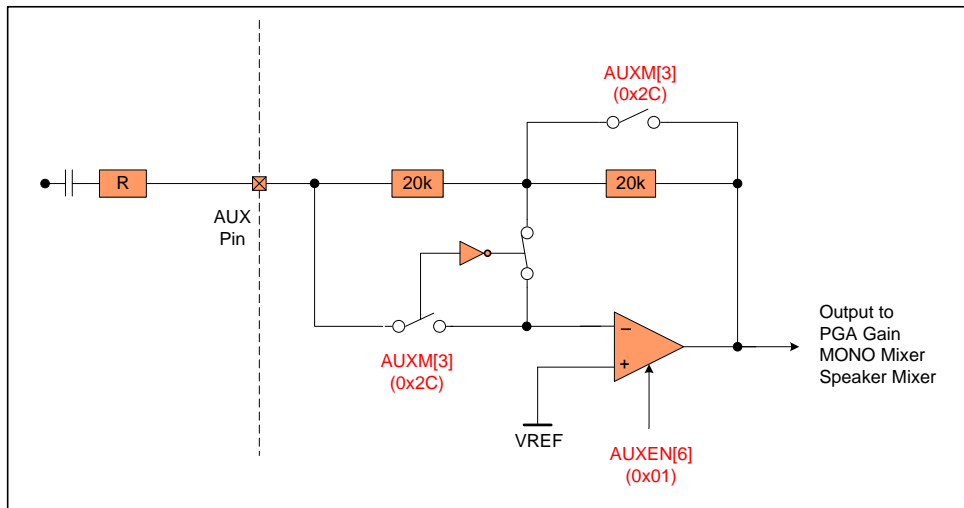 AUXM[3]
(0x2C)
R
20k
20k
AUX
Pin
AUXM[3]
(0x2C)
−
+
VREF
AUXEN[6]
(0x01)
Output to
PGA Gain
MONO Mixer
Speaker Mixer